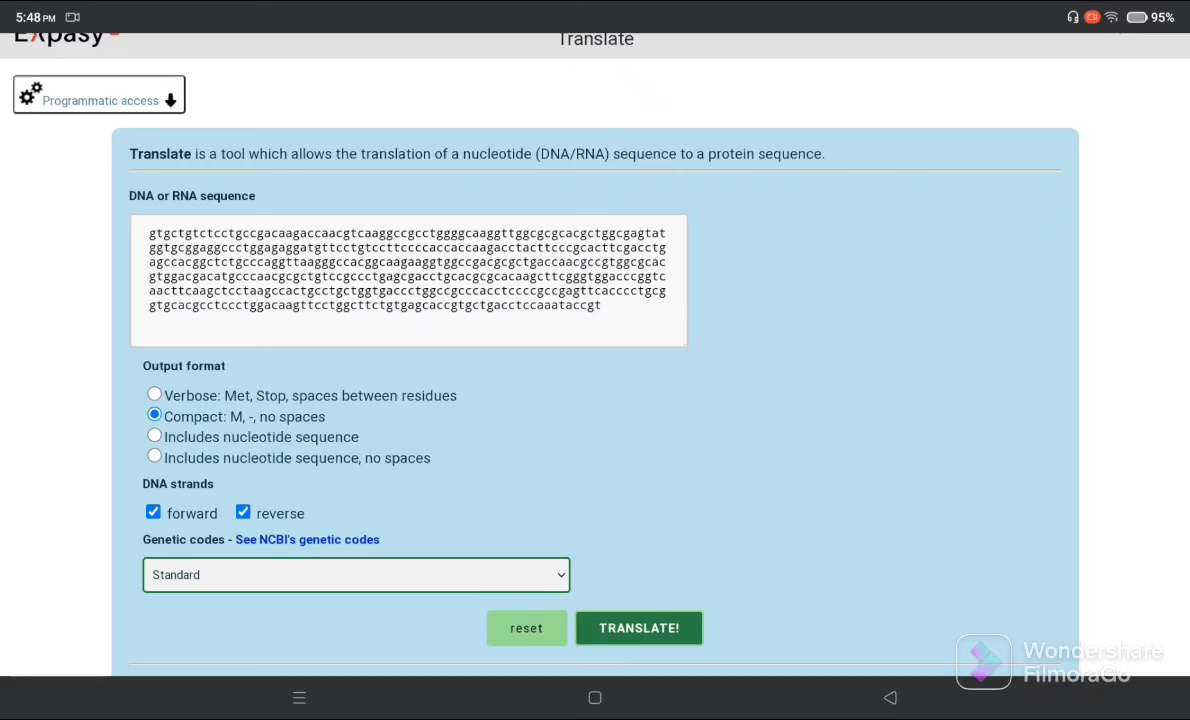 5:48 PM 95%
Expasy
Translate
Programmatic access
Translate is a tool which allows the translation of a nucleotide (DNA/RNA) sequence to a protein sequence.
DNA or RNA sequence
gtgctgtctcctgccgacaagaccaacgtcaaggccgcctggggcaaggttggcgcgcacgctggcgagtat
ggtgcggaggccctggagaggatgttcctgtccttccccaccaccaagacctacttcccgcacttcgacctg
agccacggctctgcccaggttaagggccacggcaagaaggtggccgacgcgctgaccaacgccgtggcgcac
gtggacgacatgcccaacgcgctgtccgccctgagcgacctgcacgcgcacaagcttcgggtggacccggtc
aacttcaagctcctaagccactgcctgctggtgaccctggccgcccacctccccgccgagttcacccctgcg
gtgcacgcctccctggacaagttcctggcttctgtgagcaccgtgctgacctccaaataccgt
Output format
Verbose: Met, Stop, spaces between residues
Compact: M, -, no spaces
Includes nucleotide sequence
Includes nucleotide sequence, no spaces
DNA strands
forward reverse
Genetic codes - See NCBI's genetic codes
Standard
reset TRANSLATE!
Wondershare
FilmoraGo